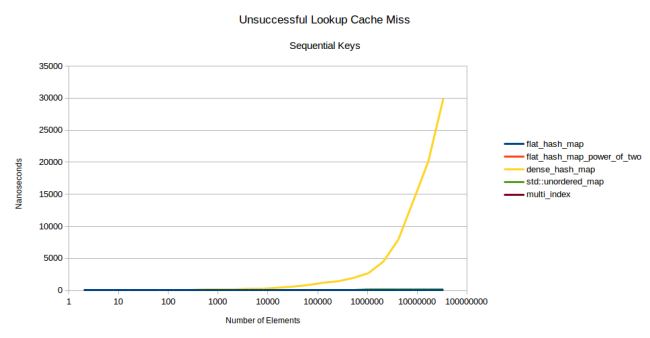 Unsuccessful Lookup Cache Miss
Sequential Keys
35000
30000
25000
20000
15000
10000
5000
0
Nanoseconds
1 10 100 1000 10000 100000 1000000 10000000 100000000
Number of Elements
flat_hash_map
flat_hash_map_power_of_two
dense_hash_map
std::unordered_map
multi_index